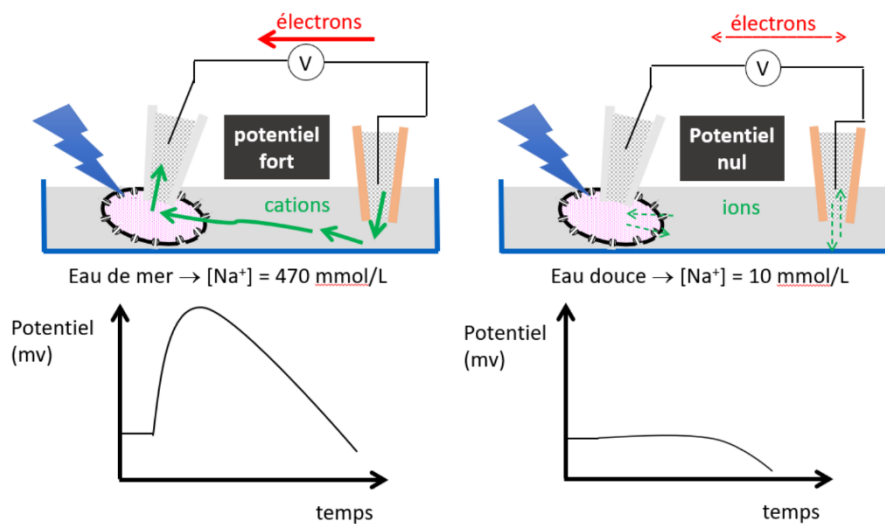 électrons
V
potentiel
fort
cations
Eau de mer → [Na⁺] = 470 mmol/L
Potentiel
(mv)
temps
électrons
V
Potentiel
nul
ions
Eau douce → [Na⁺] = 10 mmol/L
Potentiel
(mv)
temps